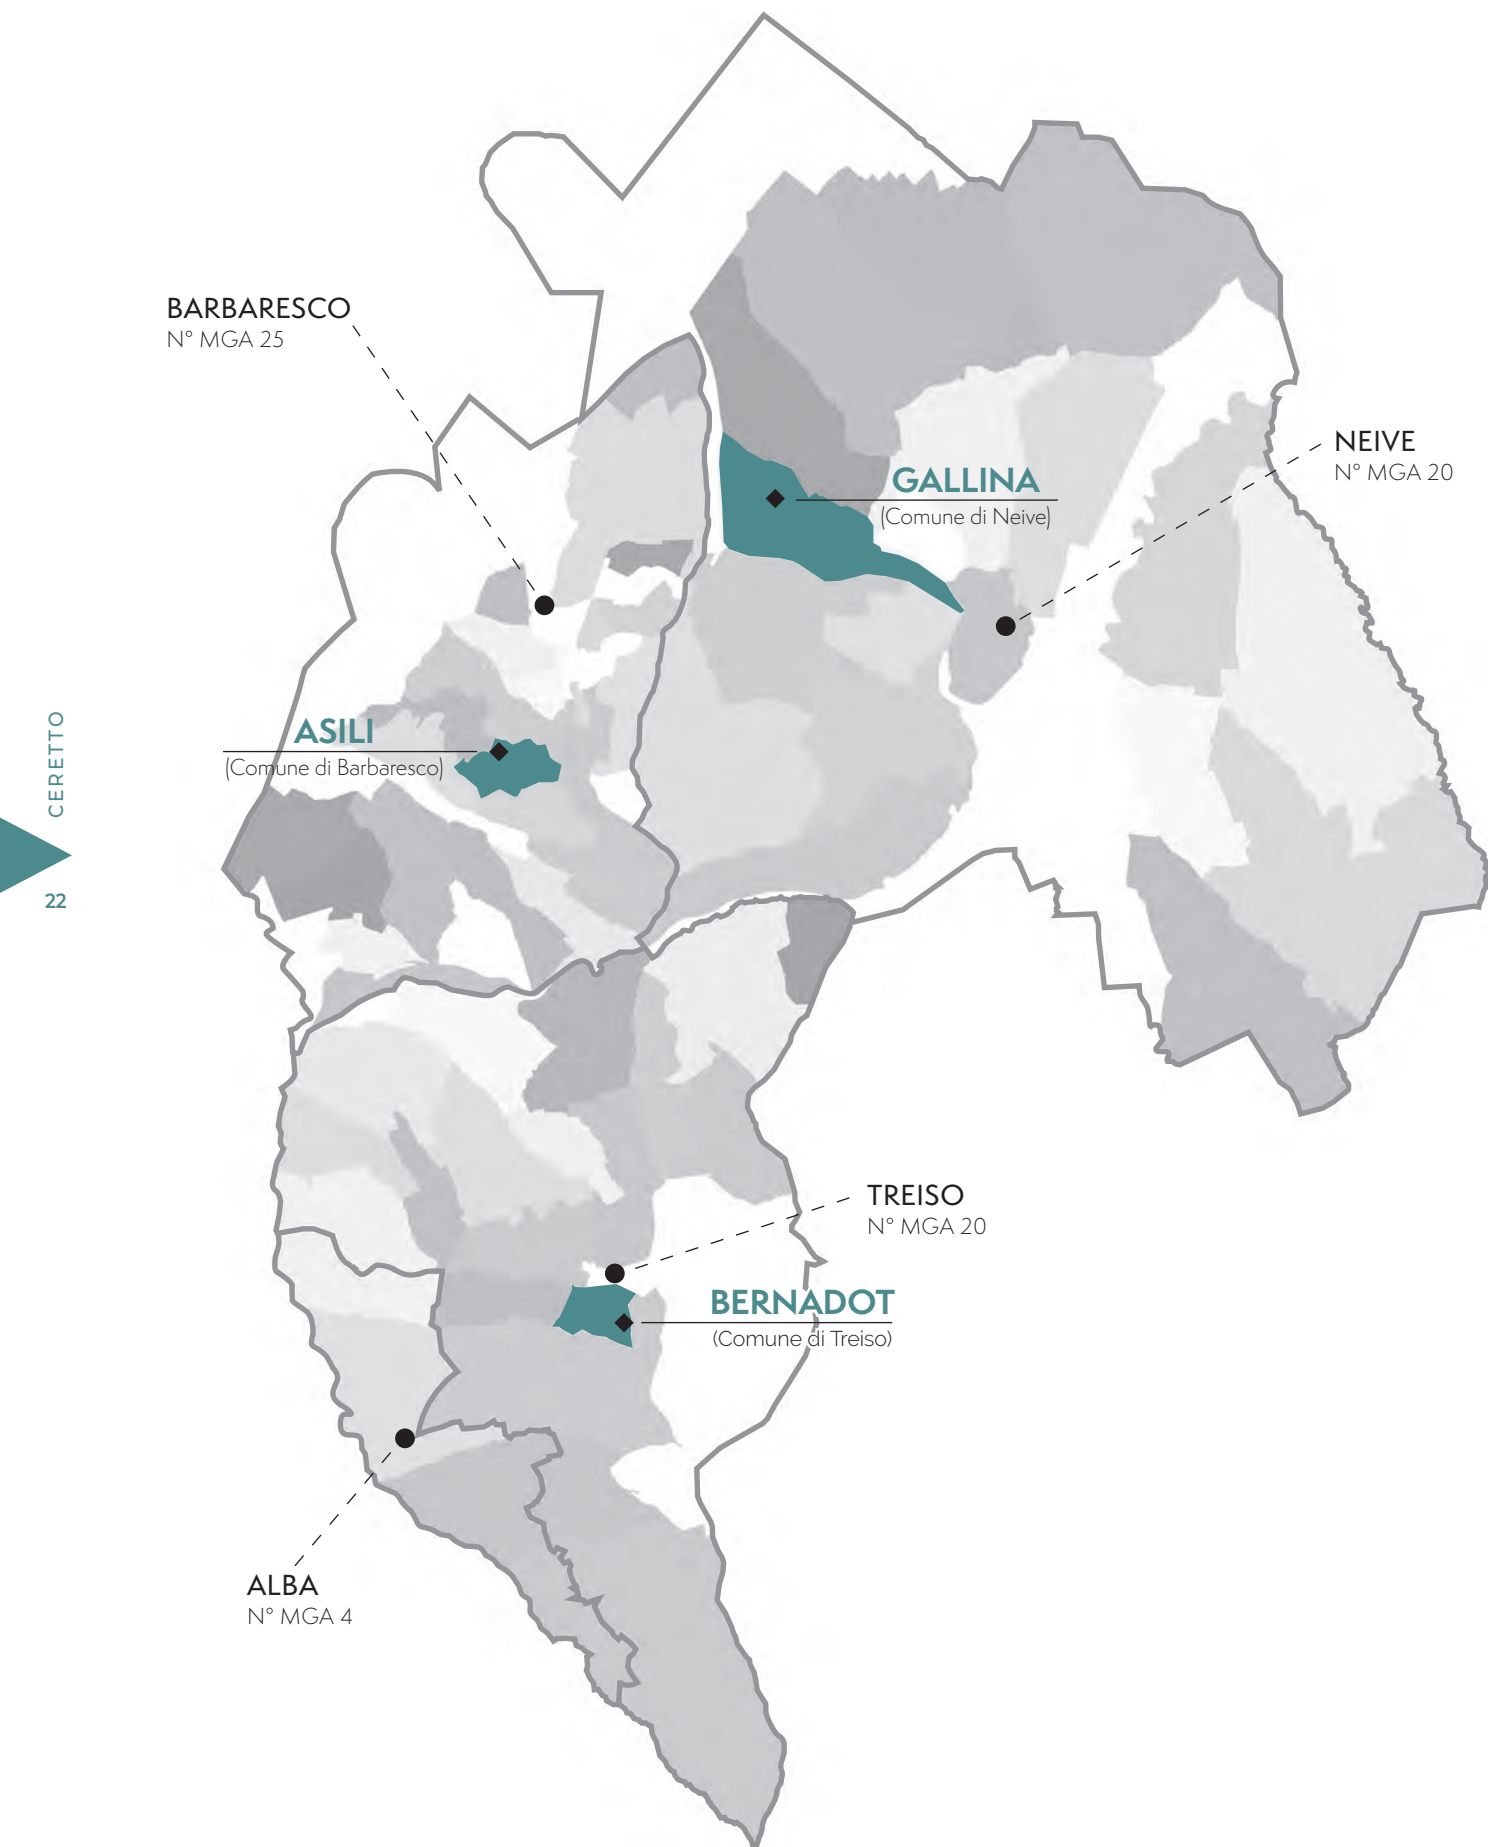 BARBARESCO
N° MGA 25
NEIVE
N° MGA 20
GALLINA
(Comune di Neive)
ASILI
(Comune di Barbaresco)
CERETTO
22
TREISO
N° MGA 20
BERNADOT
(Comune di Treiso)
ALBA
N° MGA 4